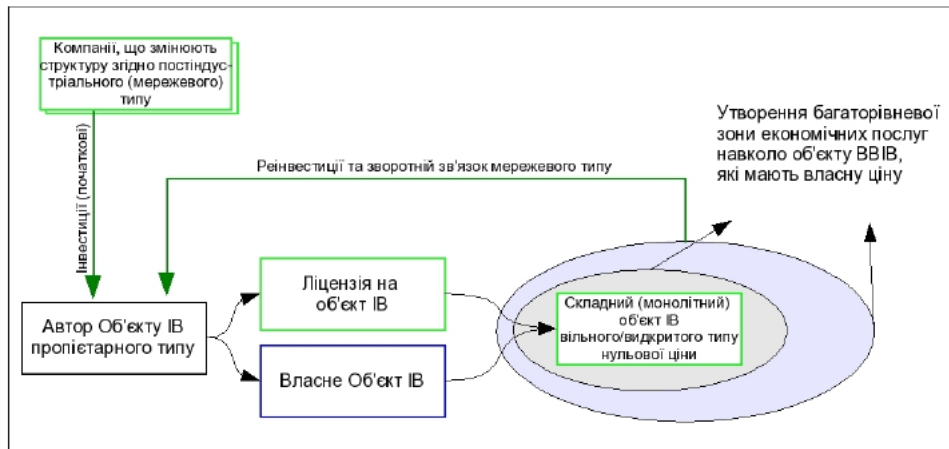 Компанії, що змінюють
структуру згідно постіндус-
тріального (мережевого)
типу
Утворення багаторівневої
зони економічних послуг
навколо об'єкту ВВІВ,
які мають власну ціну
Реінвестиції та зворотній зв'язок мережевого типу
Інвестиції (початкові)
Автор Об'єкту ІВ
пропієтарного типу
Ліцензія на
об'єкт ІВ
Власне Об'єкт ІВ
Складний (монолітний)
об'єкт ІВ
вільного/видкритого типу
нульової ціни